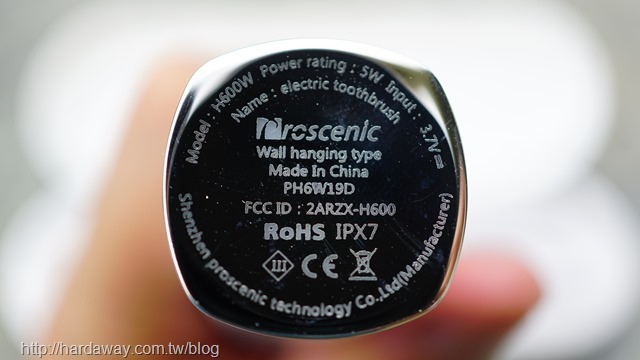 Model : H600W Power rating : 5W Input : 3.7V
Name : electric toothbrush
Proscenic
Wall hanging type
Made In China
PH6W19D
FCC ID : 2ARZX-H600
RoHS IPX7
III CE
Shenzhen proscenic technology Co.,Ltd(Manufacturer)
http://hardaway.com.tw/blog